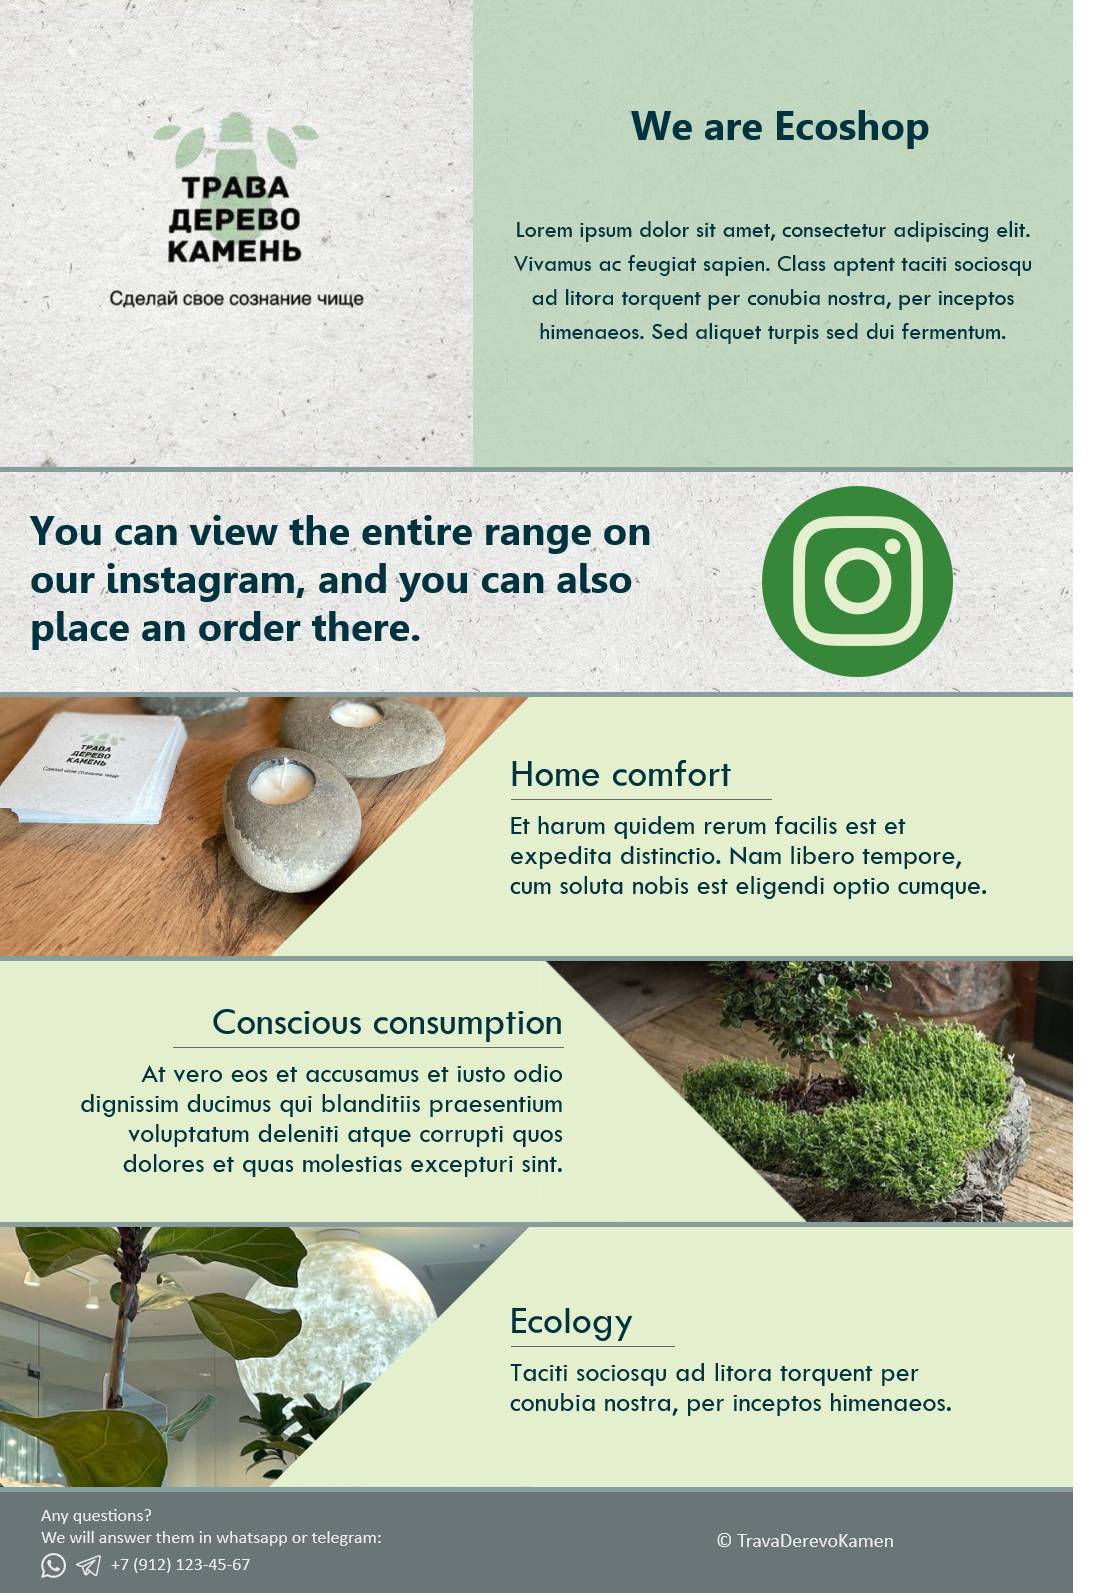 ТРАВА
ДЕРЕВО
КАМЕНЬ
Сделай свое сознание чище
We are Ecoshop
Lorem ipsum dolor sit amet, consectetur adipiscing elit.
Vivamus ac feugiat sapien. Class aptent taciti sociosqu
ad litora torquent per conubia nostra, per inceptos
himenaeos. Sed aliquet turpis sed dui fermentum.
You can view the entire range on
our instagram, and you can also
place an order there.
ТРАВА
ДЕРЕВО
КАМЕНЬ
Сделай свое сознание чище
Home comfort
Et harum quidem rerum facilis est et
expedita distinctio. Nam libero tempore,
cum soluta nobis est eligendi optio cumque.
Conscious consumption
At vero eos et accusamus et iusto odio
dignissim ducimus qui blanditiis praesentium
voluptatum deleniti atque corrupti quos
dolores et quas molestias excepturi sint.
Ecology
Taciti sociosqu ad litora torquent per
conubia nostra, per inceptos himenaeos.
Any questions?
We will answer them in whatsapp or telegram:
+7 (912) 123-45-67
© TravaDerevoKamen